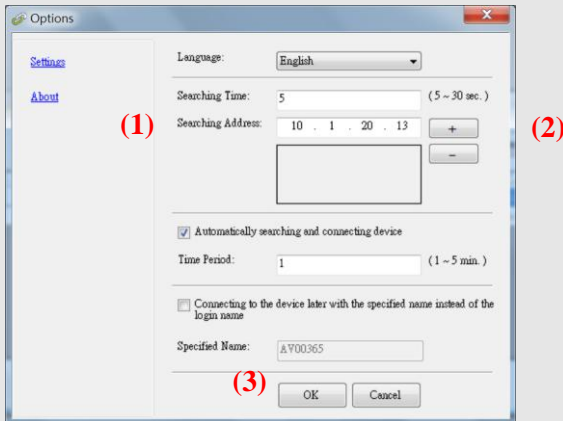 Options
Settings
About
Language: English
Searching Time: 5 ( 5 ~ 30 sec. )
(1) Searching Address: 10 . 1 . 20 . 13 + (2)
-
Automatically searching and connecting device
Time Period: 1 ( 1 ~ 5 min. )
Connecting to the device later with the specified name instead of the
login name
Specified Name: AV00365
(3) OK Cancel